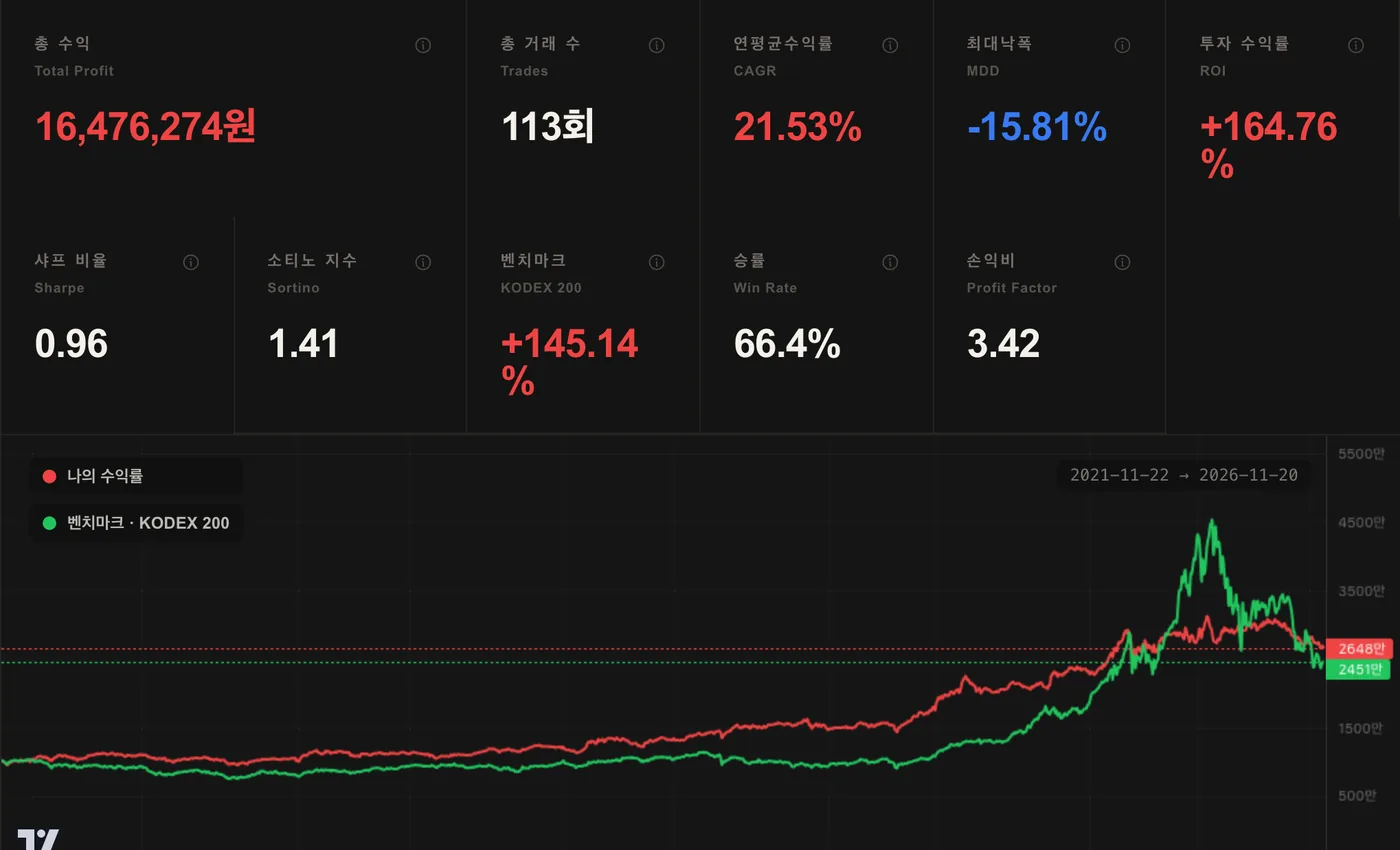 총 수익
Total Profit
16,476,274원
총 거래 수
Trades
113회
연평균수익률
CAGR
21.53%
최대낙폭
MDD
-15.81%
투자 수익률
ROI
+164.76
%
샤프 비율
Sharpe
0.96
소티노 지수
Sortino
1.41
벤치마크
KODEX 200
+145.14
%
승률
Win Rate
66.4%
손익비
Profit Factor
3.42
나의 수익률
벤치마크 · KODEX 200
2021-11-22 → 2026-11-20
5500만
4500만
3500만
2648만
2451만
1500만
500만